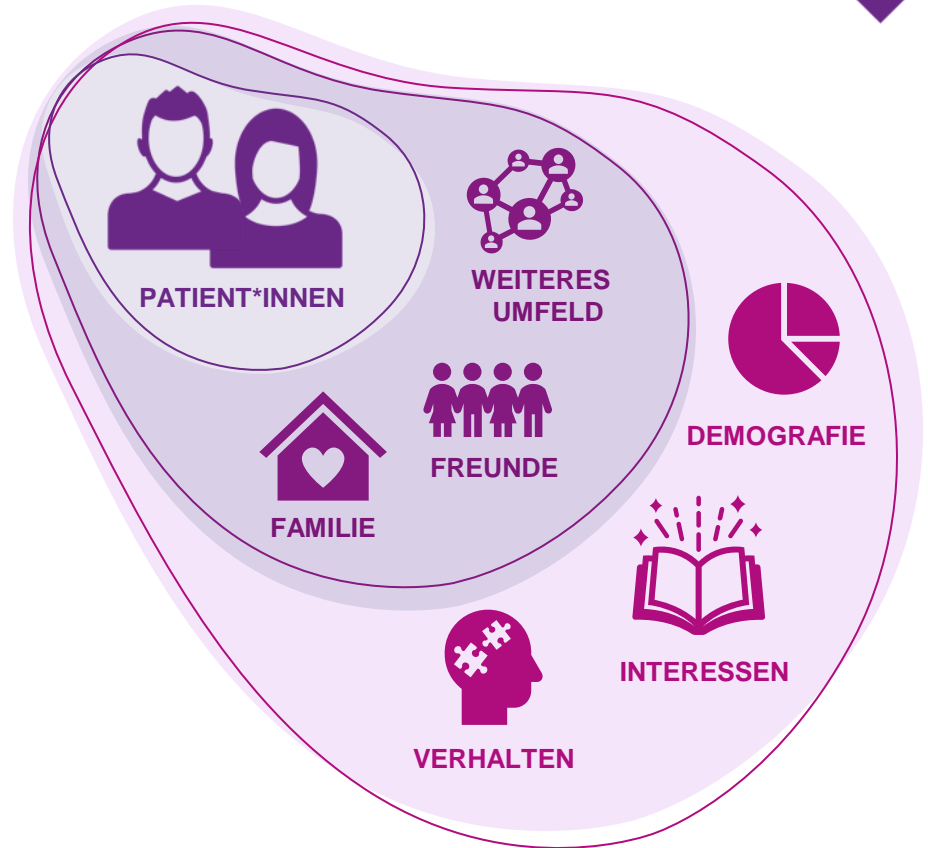 PATIENT*INNEN
WEITERES
UMFELD
FREUNDE
FAMILIE
DEMOGRAFIE
INTERESSEN
VERHALTEN